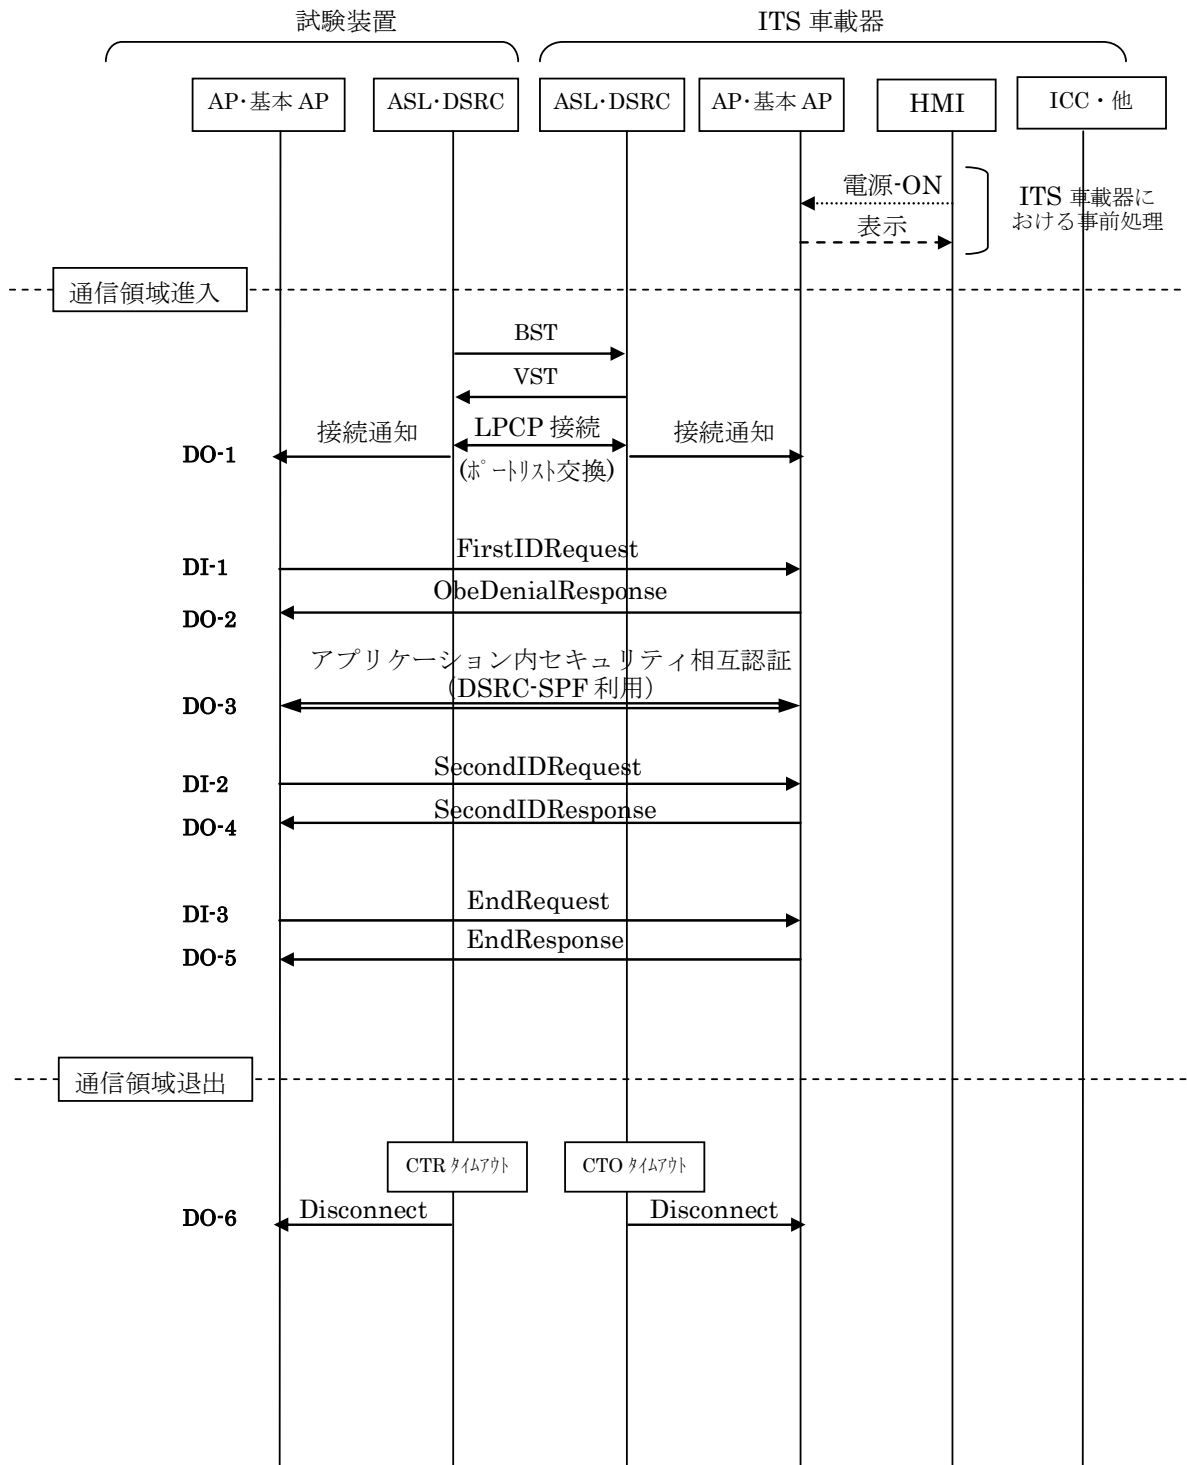 試験装置
ITS 車載器
AP・基本 AP
ASL・DSRC
ASL・DSRC
AP・基本 AP
HMI
ICC・他
電源-ON
表示
ITS 車載器に
おける事前処理
通信領域進入
BST
VST
接続通知
LPCP 接続
接続通知
DO-1
(ﾎﾟｰﾄﾘｽﾄ交換)
FirstIDRequest
DI-1
ObeDenialResponse
DO-2
アプリケーション内セキュリティ相互認証
(DSRC-SPF 利用)
DO-3
SecondIDRequest
DI-2
SecondIDResponse
DO-4
EndRequest
DI-3
EndResponse
DO-5
通信領域退出
CTR ﾀｲﾑｱｳﾄ
CTO ﾀｲﾑｱｳﾄ
Disconnect
Disconnect
DO-6